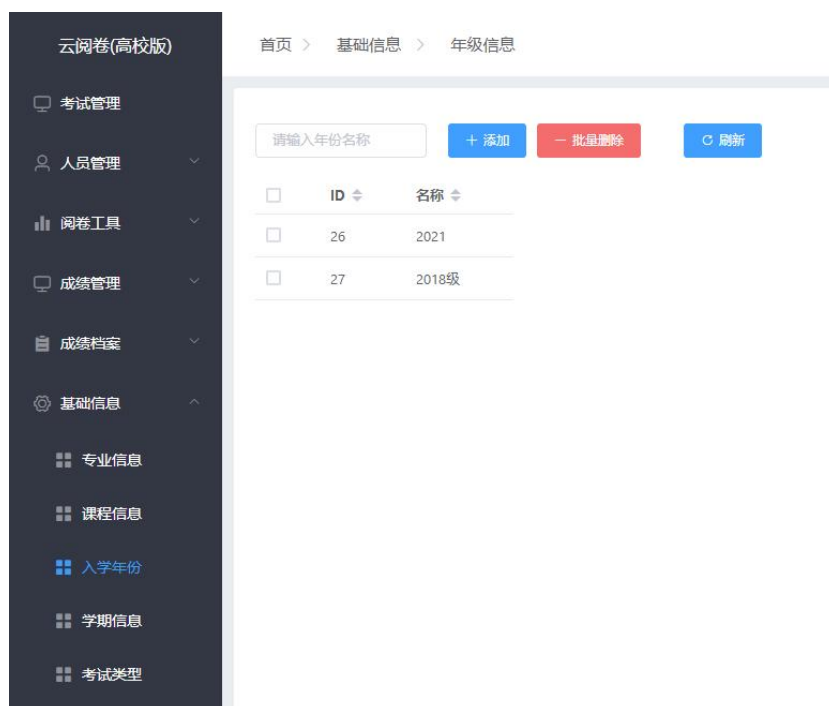 云阅卷(高校版)
首页 > 基础信息 > 年级信息
考试管理
人员管理
阅卷工具
成绩管理
成绩档案
基础信息
专业信息
课程信息
入学年份
学期信息
考试类型
请输入年份名称 + 添加 − 批量删除 刷新
ID 名称
26 2021
27 2018级